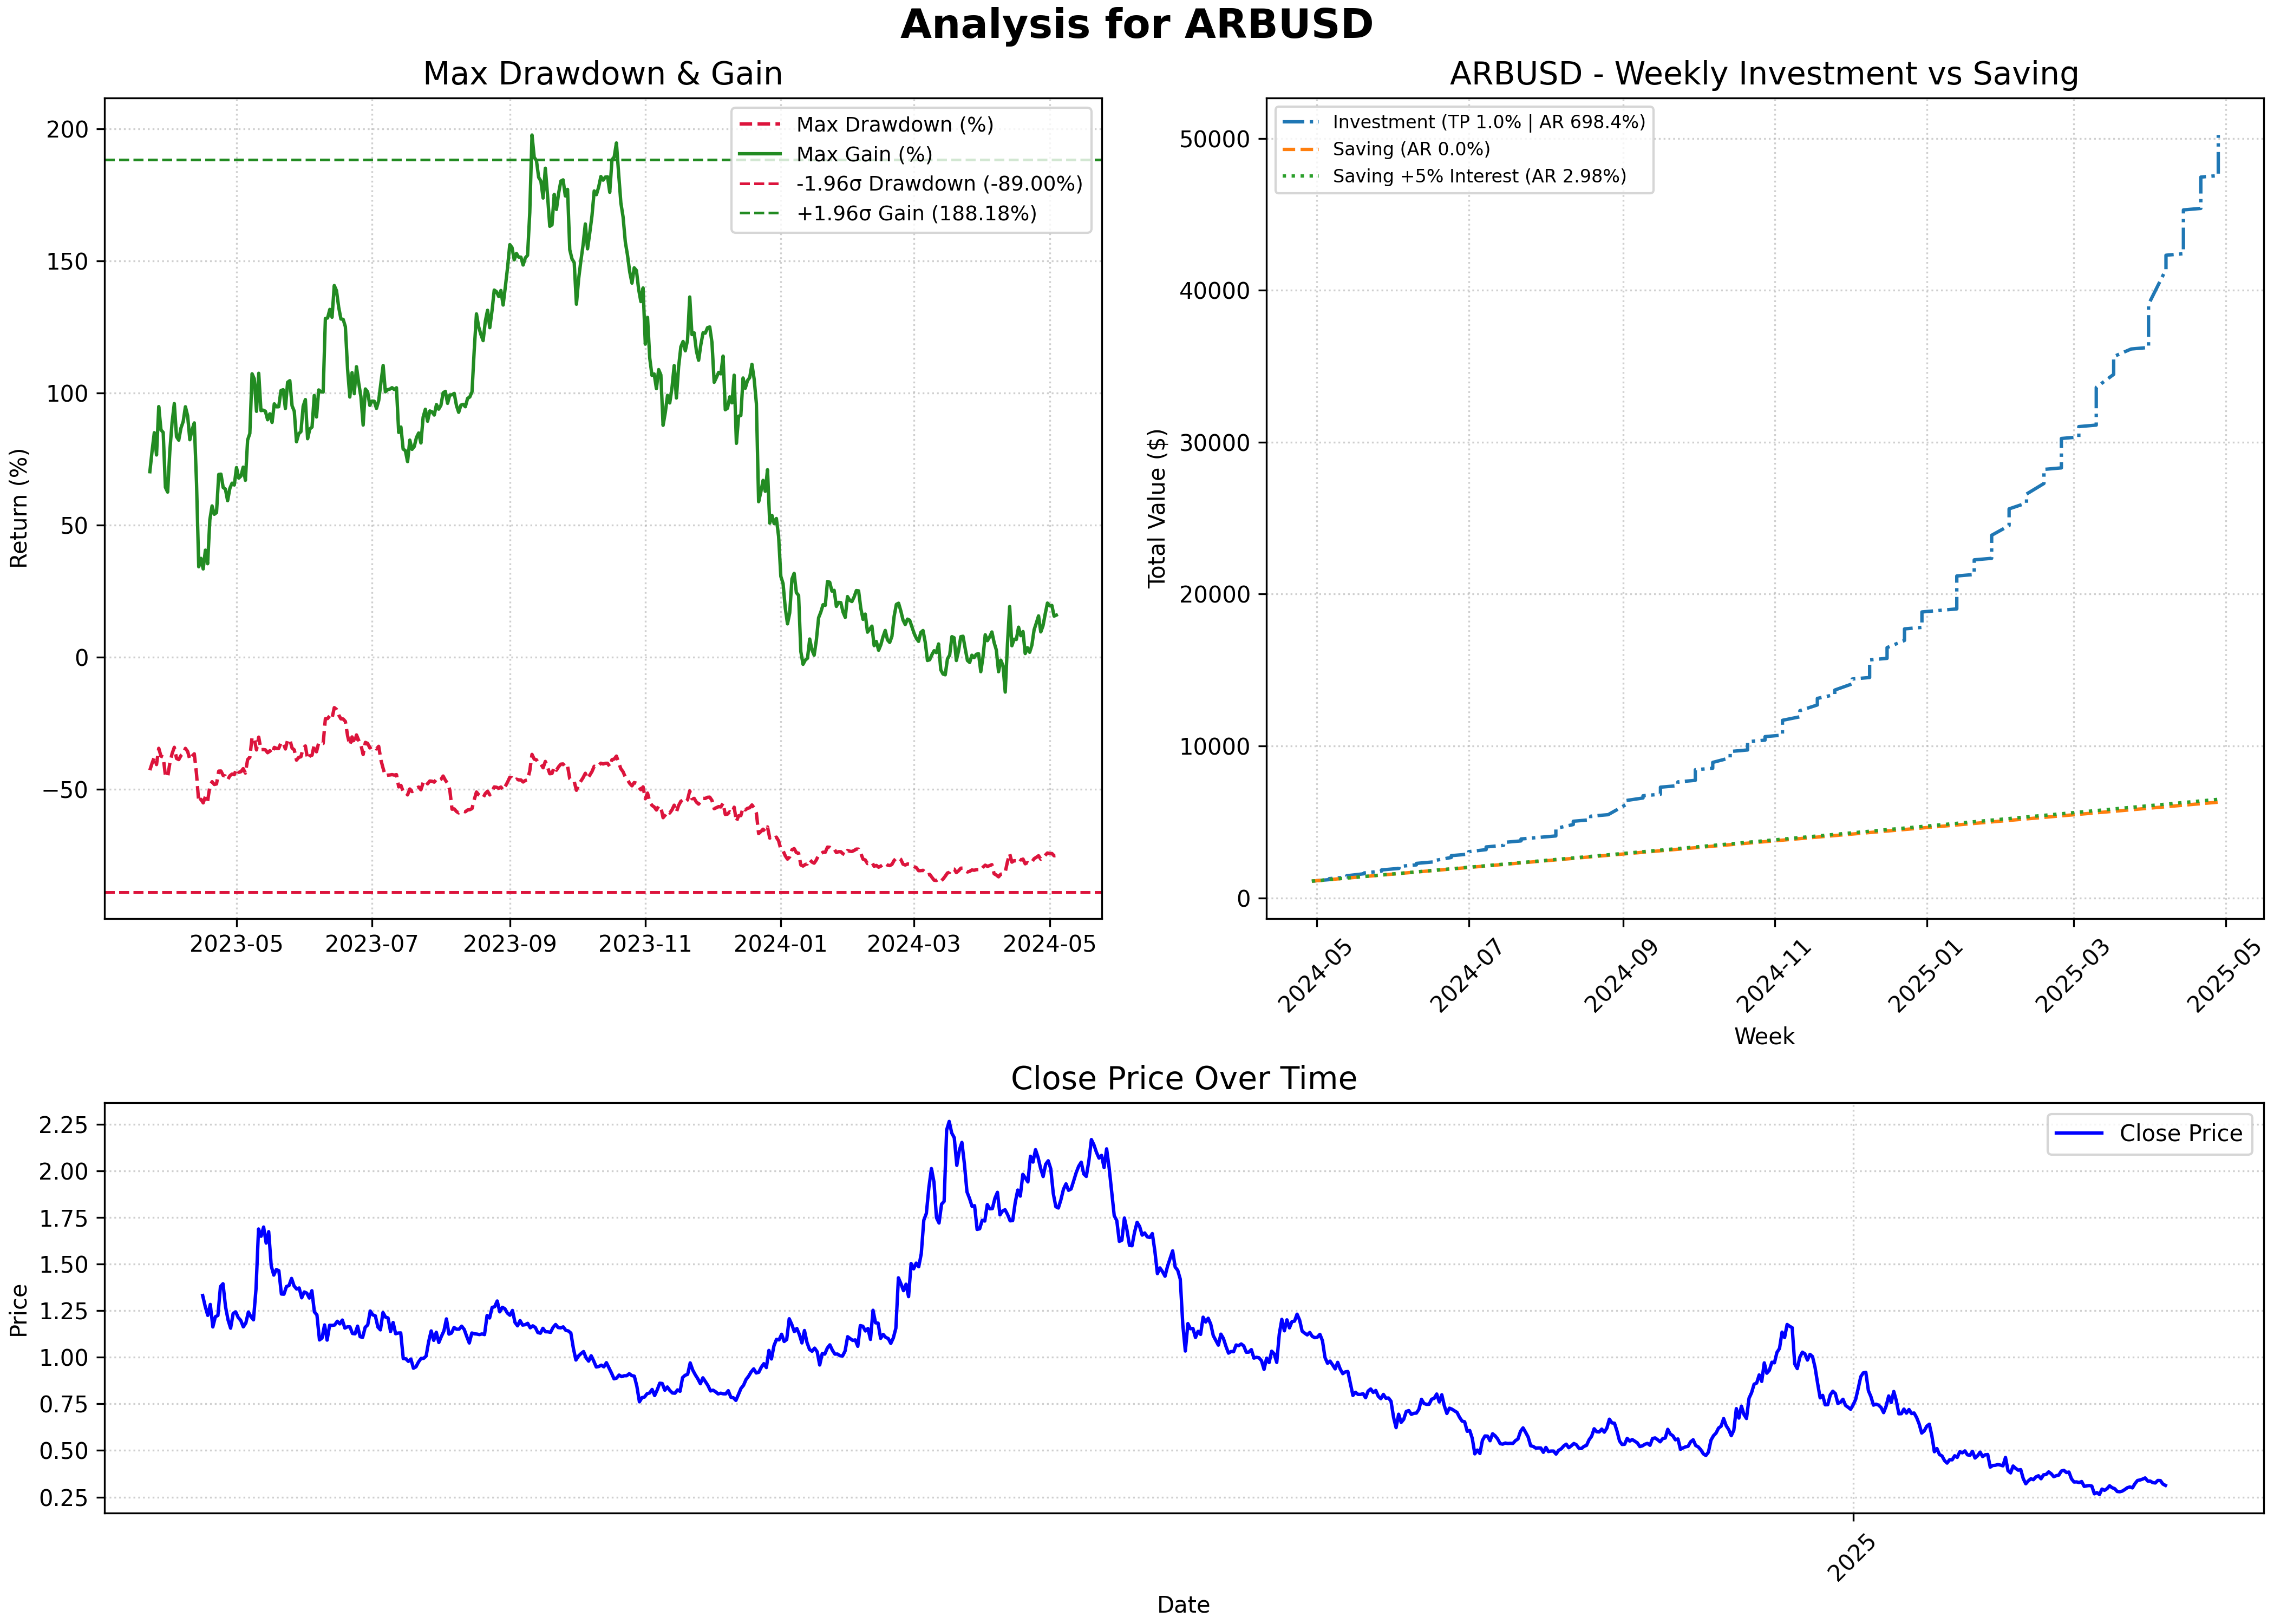 Analysis for ARBUSD
Max Drawdown & Gain
Return (%)
200
150
100
50
0
−50
2023-05
2023-07
2023-09
2023-11
2024-01
2024-03
2024-05
Max Drawdown (%)
Max Gain (%)
-1.96σ Drawdown (-89.00%)
+1.96σ Gain (188.18%)
ARBUSD - Weekly Investment vs Saving
Total Value ($)
50000
40000
30000
20000
10000
0
Investment (TP 1.0% | AR 698.4%)
Saving (AR 0.0%)
Saving +5% Interest (AR 2.98%)
2024-05
2024-07
2024-09
2024-11
2025-01
2025-03
2025-05
Week
Close Price Over Time
Price
2.25
2.00
1.75
1.50
1.25
1.00
0.75
0.50
0.25
Close Price
2025
Date